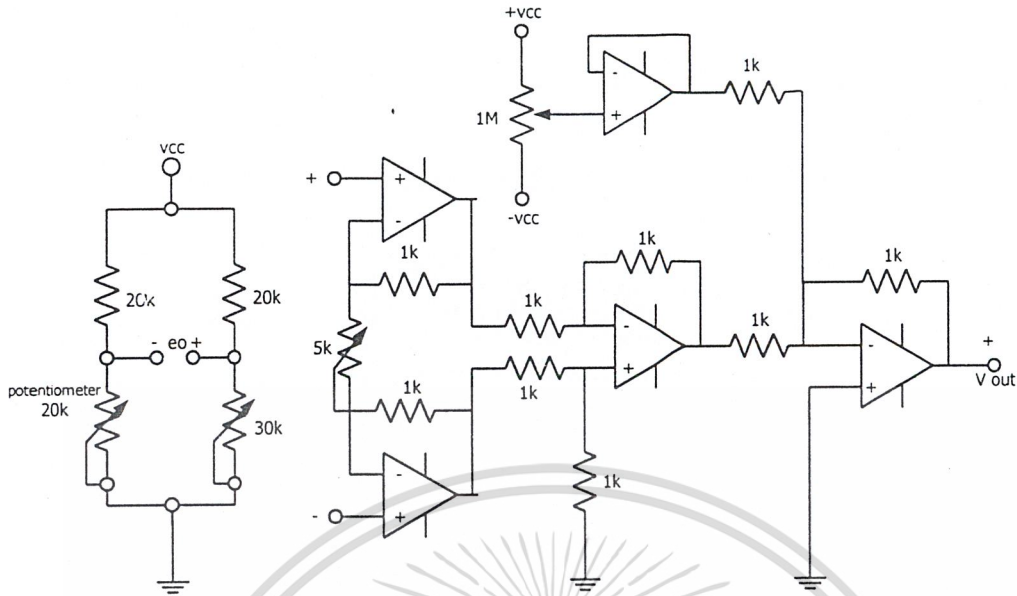 vcc
20k
20k
- eo +
potentiometer
20k
30k
+vcc
1M
-vcc
-
+
1k
+
+
-
1k
5k
1k
-
+
-
1k
1k
1k
-
+
1k
1k
1k
-
+
+
V out